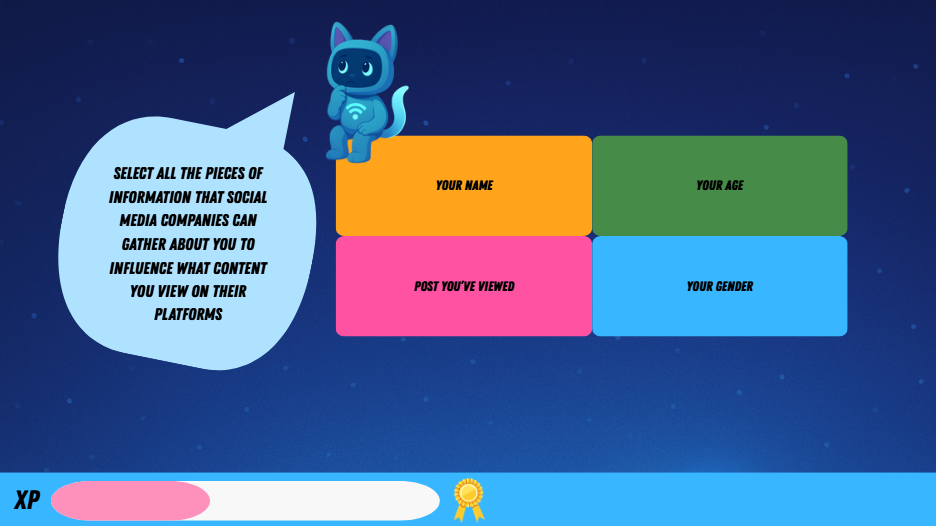 SELECT ALL THE PIECES OF
INFORMATION THAT SOCIAL
MEDIA COMPANIES CAN
GATHER ABOUT YOU TO
INFLUENCE WHAT CONTENT
YOU VIEW ON THEIR
PLATFORMS
YOUR NAME
YOUR AGE
POST YOU'VE VIEWED
YOUR GENDER
XP